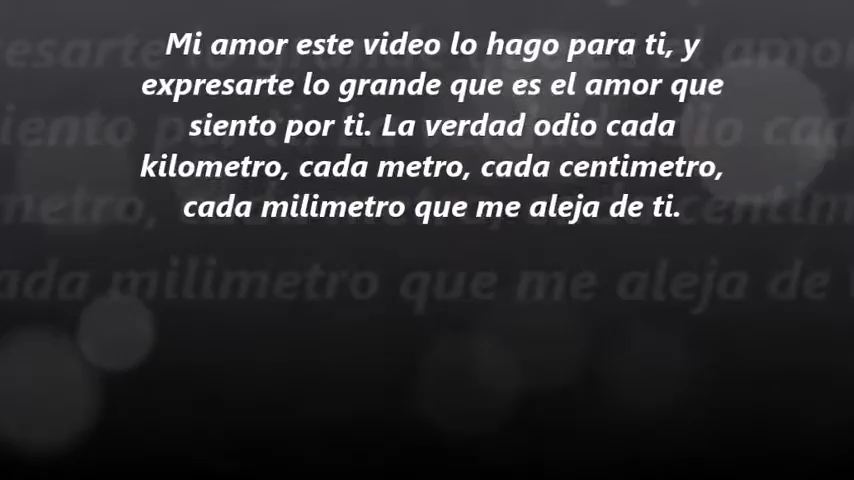 Mi amor este video lo hago para ti, y
expresarte lo grande que es el amor que
siento por ti. La verdad odio cada
kilometro, cada metro, cada centimetro,
cada milimetro que me aleja de ti.